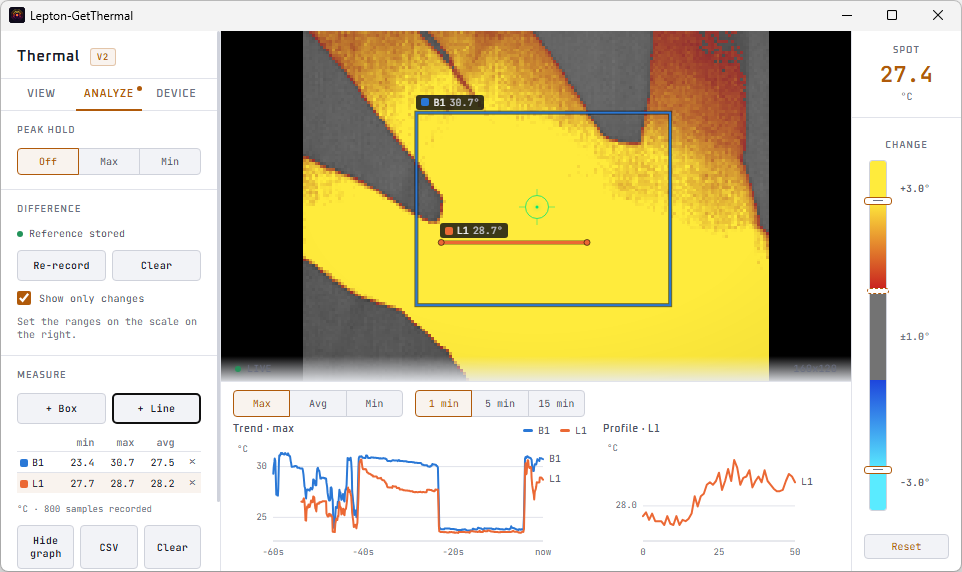 Lepton-GetThermal
Thermal V2
VIEW ANALYZE DEVICE
PEAK HOLD
Off Max Min
DIFFERENCE
Reference stored
Re-record Clear
Show only changes
Set the ranges on the scale on
the right.
MEASURE
+ Box + Line
min max avg
B1 23.4 30.7 27.5 ×
L1 27.7 28.7 28.2 ×
°C · 800 samples recorded
Hide
graph
CSV Clear
B1 30.7°
L1 28.7°
Max Avg Min 1 min 5 min 15 min
Trend · max B1 L1
°C
30
25
B1
L1
-60s -40s -20s now
Profile · L1
°C
28.0
L1
0 25 50
SPOT
27.4
°C
CHANGE
+3.0°
±1.0°
-3.0°
Reset